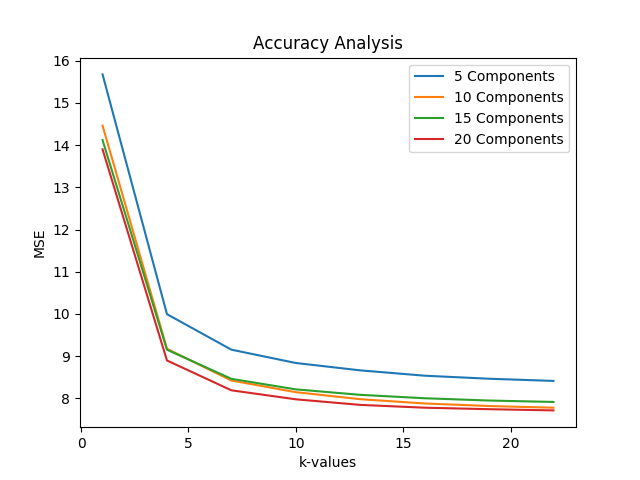 Accuracy Analysis
5 Components
10 Components
15 Components
20 Components
16
15
14
13
12
11
10
9
8
MSE
0
5
10
15
20
k-values